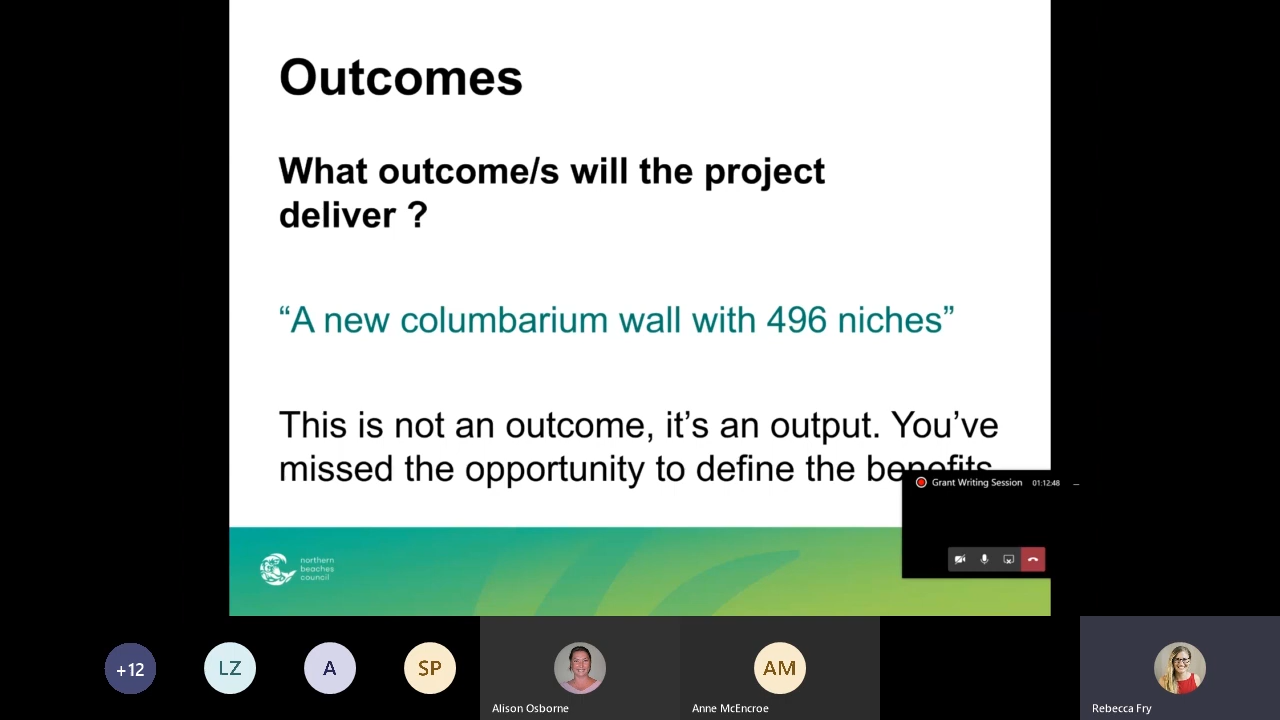 Outcomes
What outcome/s will the project
deliver ?
“A new columbarium wall with 496 niches”
This is not an outcome, it’s an output. You’ve
missed the opportunity to define the benefits
Grant Writing Session 01:12:48
northern
beaches
council
+12
LZ
A
SP
AM
Alison Osborne
Anne McEncroe
Rebecca Fry